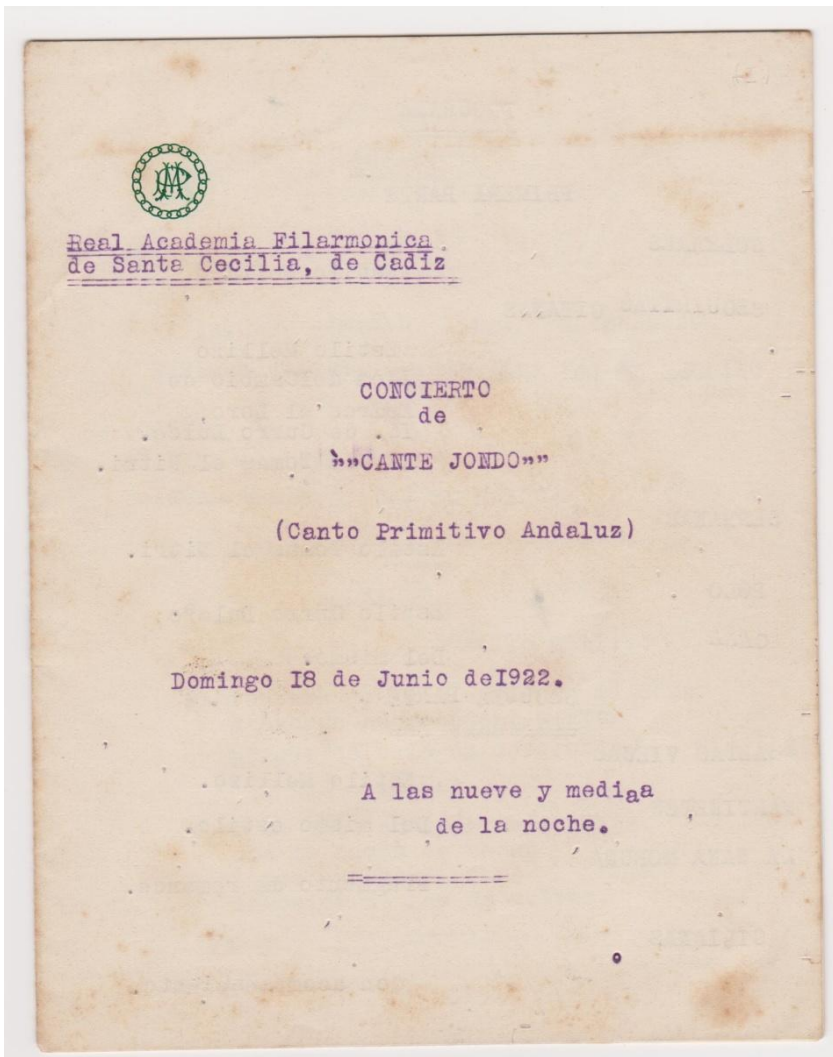 Real Academia Filarmonica
de Santa Cecilia, de Cadiz
CONCIERTO
de
""CANTE JONDO""
(Canto Primitivo Andaluz)
Domingo I8 de Junio deI922.
A las nueve y mediaa
de la noche.